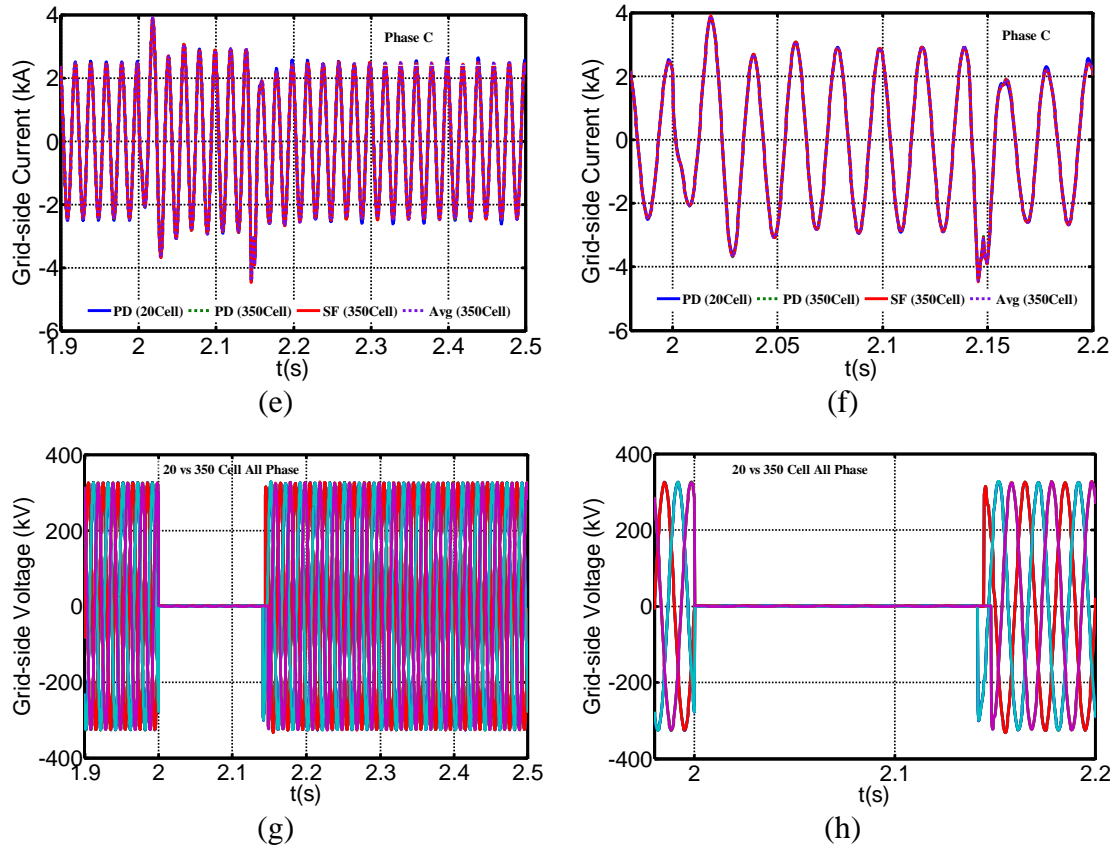 Grid-side Current (kA)
4
2
0
-2
-4
-6
Phase C
PD (20Cell) PD (350Cell) SF (350Cell) Avg (350Cell)
1.9 2 2.1 2.2 2.3 2.4 2.5
t(s)
(e)
Grid-side Current (kA)
4
2
0
-2
-4
-6
Phase C
PD (20Cell) PD (350Cell) SF (350Cell) Avg (350Cell)
2 2.05 2.1 2.15 2.2
t(s)
(f)
Grid-side Voltage (kV)
400
200
0
-200
-400
20 vs 350 Cell All Phase
1.9 2 2.1 2.2 2.3 2.4 2.5
t(s)
(g)
Grid-side Voltage (kV)
400
200
0
-200
-400
20 vs 350 Cell All Phase
2 2.1 2.2
t(s)
(h)